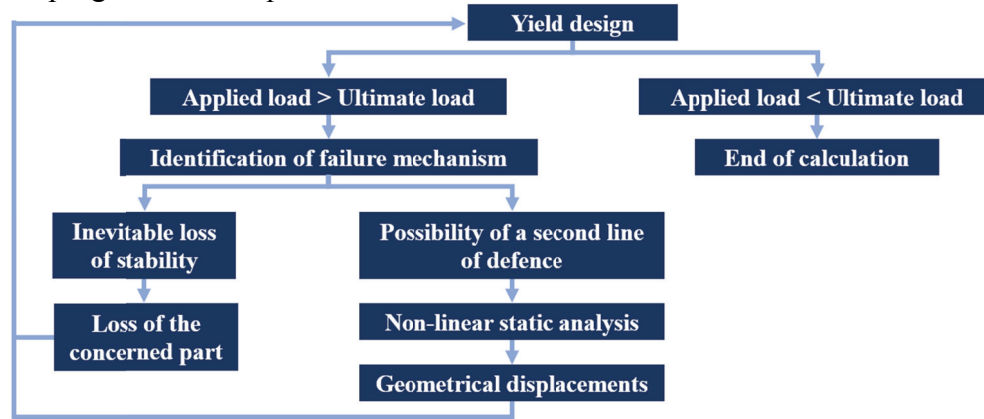 Yield design
Applied load > Ultimate load
Applied load < Ultimate load
Identification of failure mechanism
End of calculation
Inevitable loss
of stability
Possibility of a second line
of defence
Loss of the
concerned part
Non-linear static analysis
Geometrical displacements